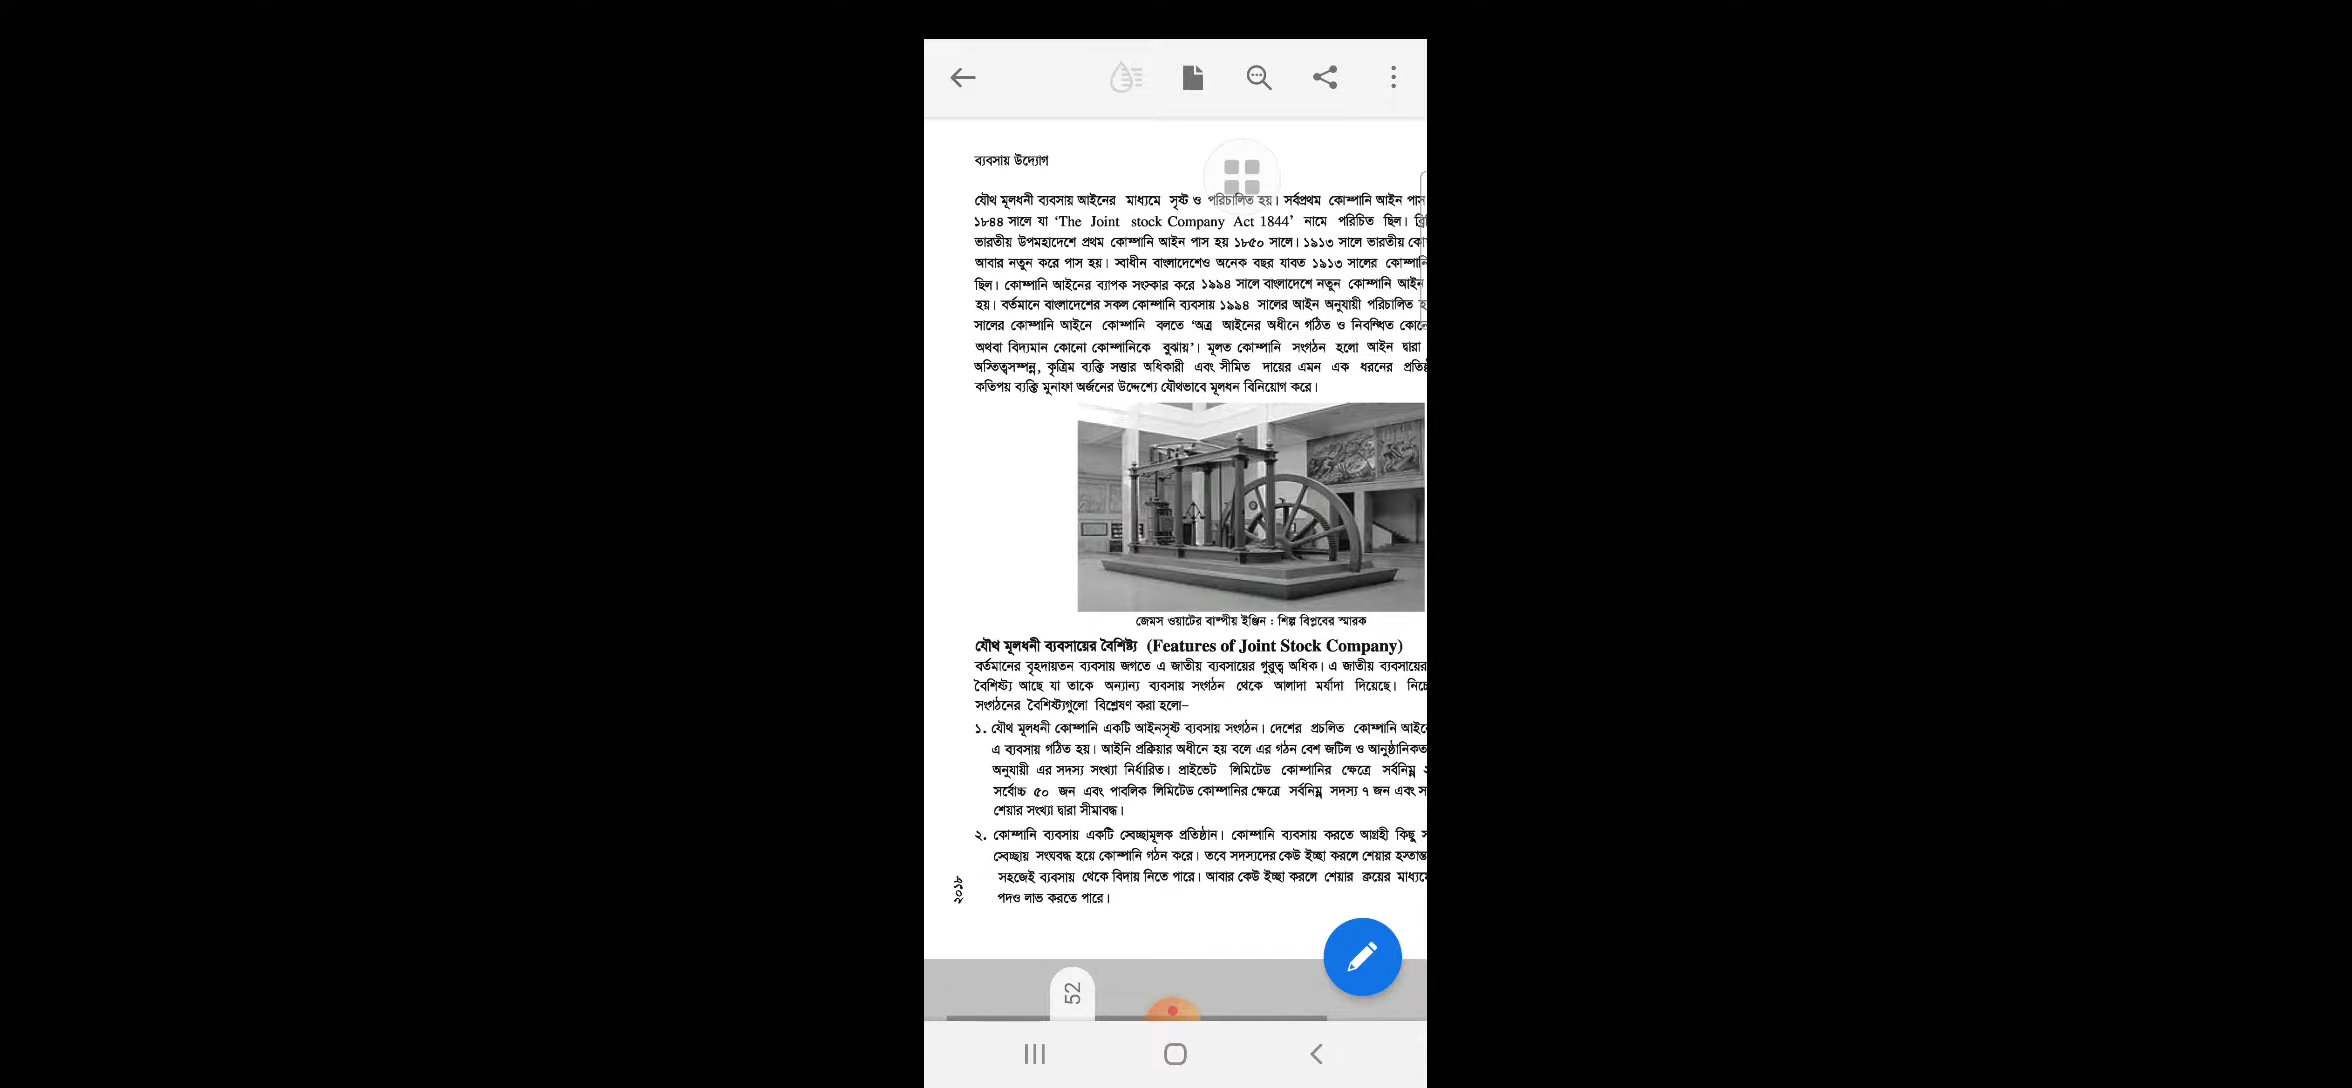 ব্যবসায় উদ্যোগ
যৌথ মূলধনী ব্যবসায় আইনের মাধ্যমে সৃষ্ট ও পরিচালিত হয়। সর্বপ্রথম কোম্পানি আইন পাস
১৮৪৪ সালে যা ‘The Joint stock Company Act 1844’ নামে পরিচিত ছিল।
ভারতীয় উপমহাদেশে প্রথম কোম্পানি আইন পাস হয় ১৮৫০ সালে। ১৯১৩ সালে ভারতীয়
আবার নতুন করে পাস হয়। স্বাধীন বাংলাদেশেও অনেক বছর যাবত ১৯১৩ সালের কোম্পানি
ছিল। কোম্পানি আইনের ব্যাপক সংস্কার করে ১৯৯৪ সালে বাংলাদেশে নতুন কোম্পানি আইন
হয়। বর্তমানে বাংলাদেশের সকল কোম্পানি ব্যবসায় ১৯৯৪ সালের আইন অনুযায়ী পরিচালিত
সালের কোম্পানি আইনে কোম্পানি বলতে ‘অত্র আইনের অধীনে গঠিত ও নিবন্ধিত
অথবা বিদ্যমান কোনো কোম্পানিকে বুঝায়’। মূলত কোম্পানি সংগঠন হলো আইন দ্বারা
অস্তিত্বসম্পন্ন, কৃত্রিম ব্যক্তি সত্তার অধিকারী এবং সীমিত দায়ের এমন এক ধরনের
কতিপয় ব্যক্তি মুনাফা অর্জনের উদ্দেশ্যে যৌথভাবে মূলধন বিনিয়োগ করে।
জেমস ওয়াটের বাষ্পীয় ইঞ্জিন : শিল্প বিপ্লবের স্মারক
যৌথ মূলধনী ব্যবসায়ের বৈশিষ্ট্য (Features of Joint Stock Company)
বর্তমানের বৃহদায়তন ব্যবসায় জগতে এ জাতীয় ব্যবসায়ের গুরুত্ব অধিক। এ জাতীয় ব্যবসায়ের
বৈশিষ্ট্য আছে যা তাকে অন্যান্য ব্যবসায় সংগঠন থেকে আলাদা মর্যাদা দিয়েছে।
সংগঠনের বৈশিষ্ট্যগুলো বিশ্লেষণ করা হলো–
১. যৌথ মূলধনী কোম্পানি একটি আইনসৃষ্ট ব্যবসায় সংগঠন। দেশের প্রচলিত কোম্পানি
এ ব্যবসায় গঠিত হয়। আইনি প্রক্রিয়ার অধীনে হয় বলে এর গঠন বেশ জটিল ও
অনুযায়ী এর সদস্য সংখ্যা নির্ধারিত। প্রাইভেট লিমিটেড কোম্পানির ক্ষেত্রে সর্বনিম্ন
সর্বোচ্চ ৫০ জন এবং পাবলিক লিমিটেড কোম্পানির ক্ষেত্রে সর্বনিম্ন সদস্য ৭ জন এবং
শেয়ার সংখ্যা দ্বারা সীমাবদ্ধ।
২. কোম্পানি ব্যবসায় একটি স্বেচ্ছামূলক প্রতিষ্ঠান। কোম্পানি ব্যবসায় করতে আগ্রহী কিছু
স্বেচ্ছায় সংঘবদ্ধ হয়ে কোম্পানি গঠন করে। তবে সদস্যদের কেউ ইচ্ছা করলে শেয়ার
সহজেই ব্যবসায় থেকে বিদায় নিতে পারে। আবার কেউ ইচ্ছা করলে শেয়ার ক্রয়ের
পদও লাভ করতে পারে।
২০১৮
52